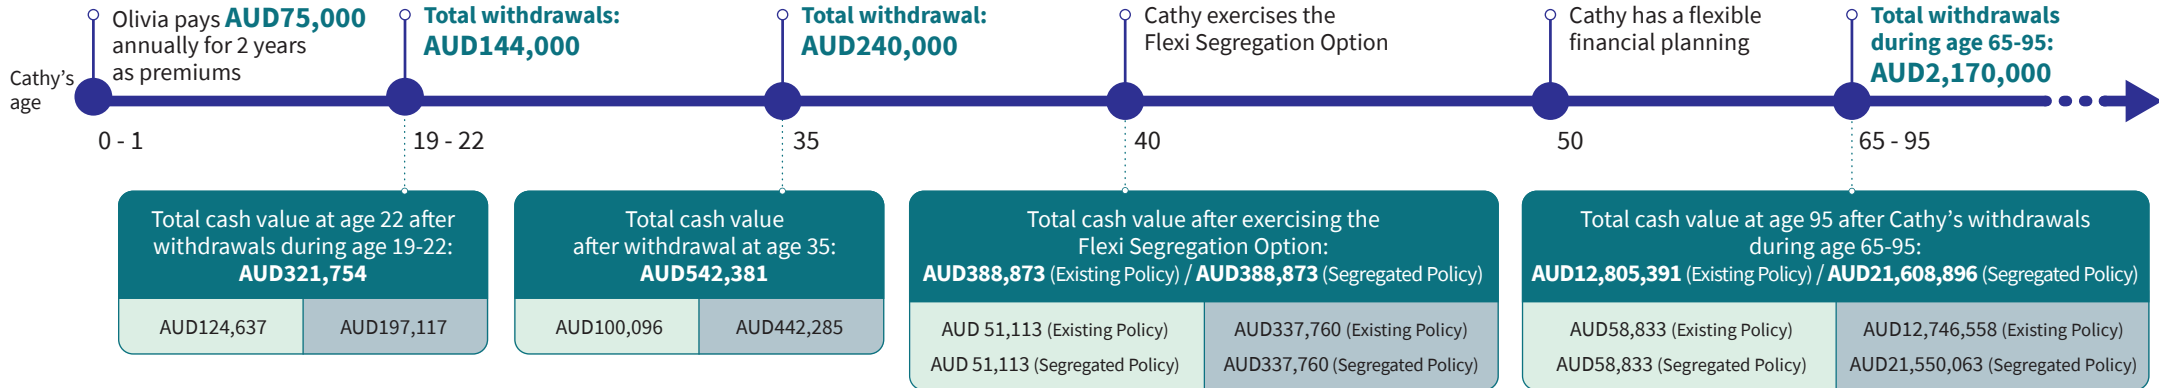 Olivia pays AUD75,000
annually for 2 years
as premiums
Total withdrawals:
AUD144,000
Total withdrawal:
AUD240,000
Cathy exercises the
Flexi Segregation Option
Cathy has a flexible
financial planning
Total withdrawals
during age 65-95:
AUD2,170,000
Cathy's
age
0 - 1
19 - 22
35
40
50
65 - 95
Total cash value at age 22 after
withdrawals during age 19-22:
AUD321,754
AUD124,637
AUD197,117
Total cash value
after withdrawal at age 35:
AUD542,381
AUD100,096
AUD442,285
Total cash value after exercising the
Flexi Segregation Option:
AUD388,873 (Existing Policy) / AUD388,873 (Segregated Policy)
AUD 51,113 (Existing Policy)
AUD 51,113 (Segregated Policy)
AUD337,760 (Existing Policy)
AUD337,760 (Segregated Policy)
Total cash value at age 95 after Cathy's withdrawals
during age 65-95:
AUD12,805,391 (Existing Policy) / AUD21,608,896 (Segregated Policy)
AUD58,833 (Existing Policy)
AUD58,833 (Segregated Policy)
AUD12,746,558 (Existing Policy)
AUD21,550,063 (Segregated Policy)